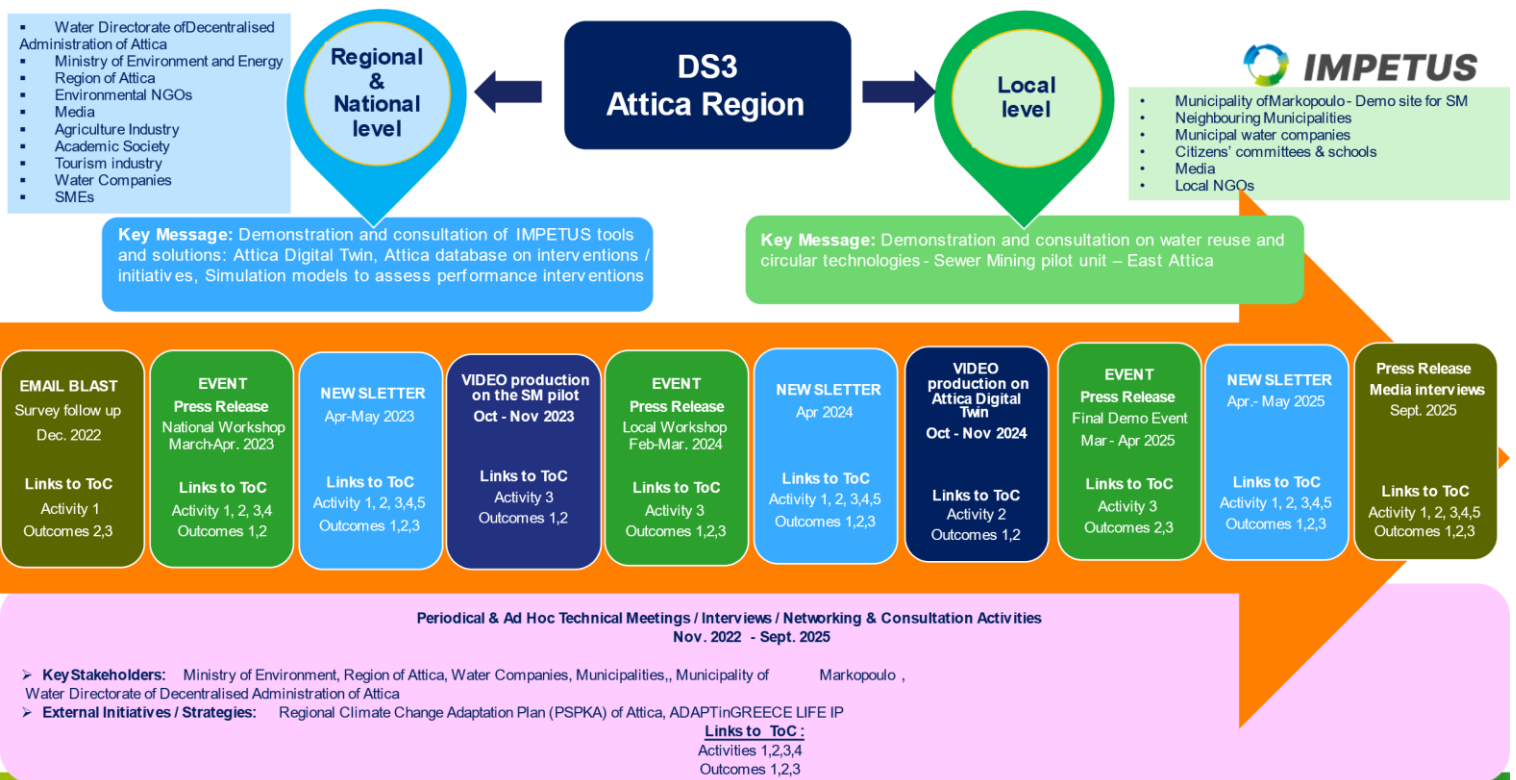 Water Directorate ofDecentralised
Administration of Attica
Ministry of Environment and Energy
Region of Attica
Environmental NGOs
Media
Agriculture Industry
Academic Society
Tourism industry
Water Companies
SMEs
Regional
&
National
level
DS3
Attica Region
Local
level
IMPETUS
Municipality ofMarkopoulo - Demo site for SM
Neighbouring Municipalities
Municipal water companies
Citizens' committees & schools
Media
Local NGOs
Key Message: Demonstration and consultation of IMPETUS tools
and solutions: Attica Digital Twin, Attica database on interventions /
initiatives, Simulation models to assess performance interventions
Key Message: Demonstration and consultation on water reuse and
circular technologies - Sewer Mining pilot unit – East Attica
EMAIL BLAST
Survey follow up
Dec. 2022
Links to ToC
Activity 1
Outcomes 2,3
EVENT
Press Release
National Workshop
March-Apr. 2023
Links to ToC
Activity 1, 2, 3,4
Outcomes 1,2
NEWSLETTER
Apr-May 2023
Links to ToC
Activity 1, 2, 3,4,5
Outcomes 1,2,3
VIDEO production
on the SM pilot
Oct - Nov 2023
Links to ToC
Activity 3
Outcomes 1,2
EVENT
Press Release
Local Workshop
Feb-Mar. 2024
Links to ToC
Activity 3
Outcomes 1,2,3
NEWSLETTER
Apr 2024
Links to ToC
Activity 1, 2, 3,4,5
Outcomes 1,2,3
VIDEO
production on
Attica Digital
Twin
Oct - Nov 2024
Links to ToC
Activity 2
Outcomes 1,2
EVENT
Press Release
Final Demo Event
Mar - Apr 2025
Links to ToC
Activity 3
Outcomes 2,3
NEWSLETTER
Apr.- May 2025
Links to ToC
Activity 1, 2, 3,4,5
Outcomes 1,2,3
Press Release
Media interviews
Sept. 2025
Links to ToC
Activity 1, 2, 3,4,5
Outcomes 1,2,3
Periodical & Ad Hoc Technical Meetings / Interviews / Networking & Consultation Activities
Nov. 2022 - Sept. 2025
Key Stakeholders: Ministry of Environment, Region of Attica, Water Companies, Municipalities,, Municipality of Markopoulo ,
Water Directorate of Decentralised Administration of Attica
External Initiatives / Strategies: Regional Climate Change Adaptation Plan (PSPKA) of Attica, ADAPTinGREECE LIFE IP
Links to ToC :
Activities 1,2,3,4
Outcomes 1,2,3